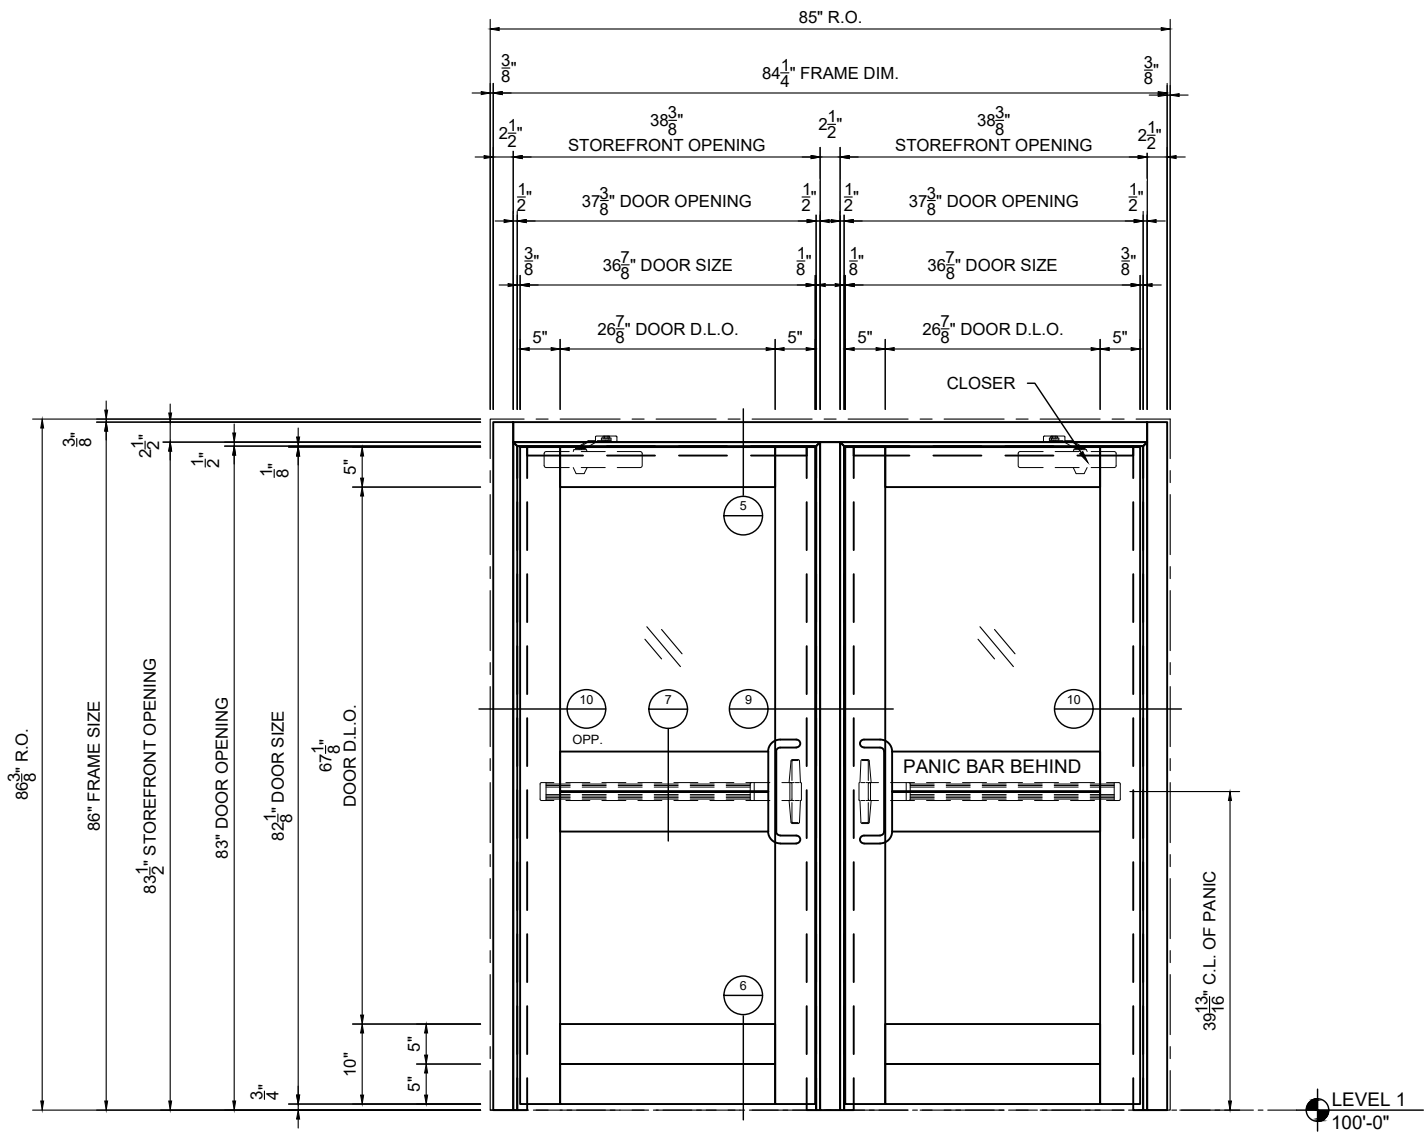 85" R.O.
3/8"
84 1/4" FRAME DIM.
3/8"
2 1/2"
38 3/8"
STOREFRONT OPENING
2 1/2"
38 3/8"
STOREFRONT OPENING
2 1/2"
1/2"
37 3/8" DOOR OPENING
1/2"
1/2"
37 3/8" DOOR OPENING
1/2"
3/8"
36 7/8" DOOR SIZE
1/8"
1/8"
36 7/8" DOOR SIZE
3/8"
5"
26 7/8" DOOR D.L.O.
5"
5"
26 7/8" DOOR D.L.O.
5"
CLOSER
3/8"
2 1/2"
1/2"
1/8"
5"
5
10
OPP.
7
9
10
PANIC BAR BEHIND
86 3/8" R.O.
86" FRAME SIZE
83 1/2" STOREFRONT OPENING
83" DOOR OPENING
82 1/8" DOOR SIZE
67 1/8"
DOOR D.L.O.
39 13/16" C.L. OF PANIC
6
10"
5"
5"
3/4"
LEVEL 1
100'-0"